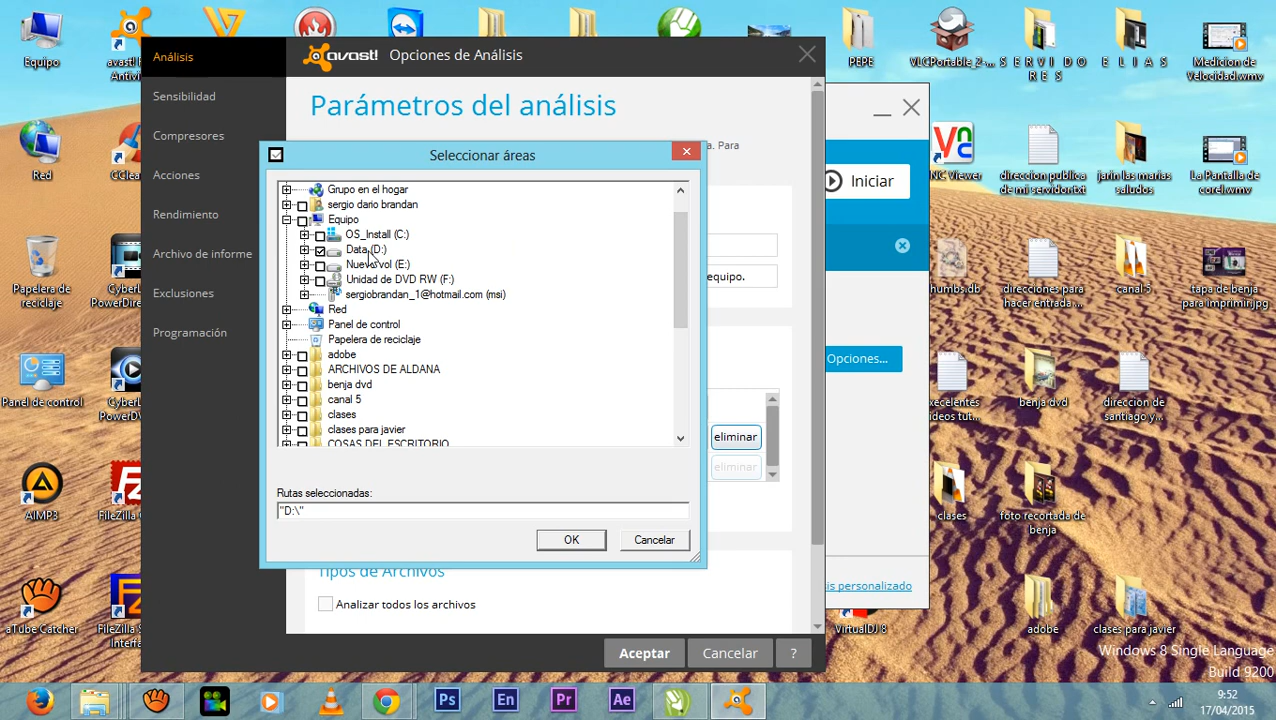 Equipo
avast! F
Antivi
PEPE
VLCPortable_2-...
S E R V I D O
R E S
E L I A S
Medicion de
Velocidad.wmv
Análisis
avast! Opciones de Análisis
Sensibilidad
Parámetros del análisis
Compresores
a. Para
Red
CClea
VNC Viewer
direccion publica
de mi servidor.txt
jarin las marias
saludos
La Pantalla de
corel.wmv
Seleccionar áreas
Acciones
Iniciar
Grupo en el hogar
sergio dario brandan
Rendimiento
Equipo
OS_Install (C:)
Data (D:)
Archivo de informe
Nuevo vol (E:)
equipo.
Unidad de DVD RW (F:)
Exclusiones
sergiobrandan_1@hotmail.com (msi)
Papelera de
reciclaje
CyberL
PowerDir
humbs.db
direcciones para
hacer entrada ...
canal 5
tapa de benja
para imprimir.jpg
Red
Panel de control
Programación
Papelera de reciclaje
adobe
Opciones...
ARCHIVOS DE ALDANA
benja dvd
canal 5
Panel de control
CyberL
PowerDV
execelentes
videos tut...
benja dvd
direccion de
santiago y...
clases
clases para javier
eliminar
COSAS DEL ESCRITORIO
eliminar
Rutas seleccionadas:
"D:\"
AIMP3
FileZilla C
clases
foto recortada de
benja
OK
Cancelar
Tipos de Archivos
sis personalizado
Analizar todos los archivos
aTube Catcher
FileZilla S
Interfa
VirtualDJ 8
adobe
clases para javier
Aceptar
Cancelar
?
Windows 8 Single Language
Build 9200
Ps
En
Pr
Ae
9:52
17/04/2015